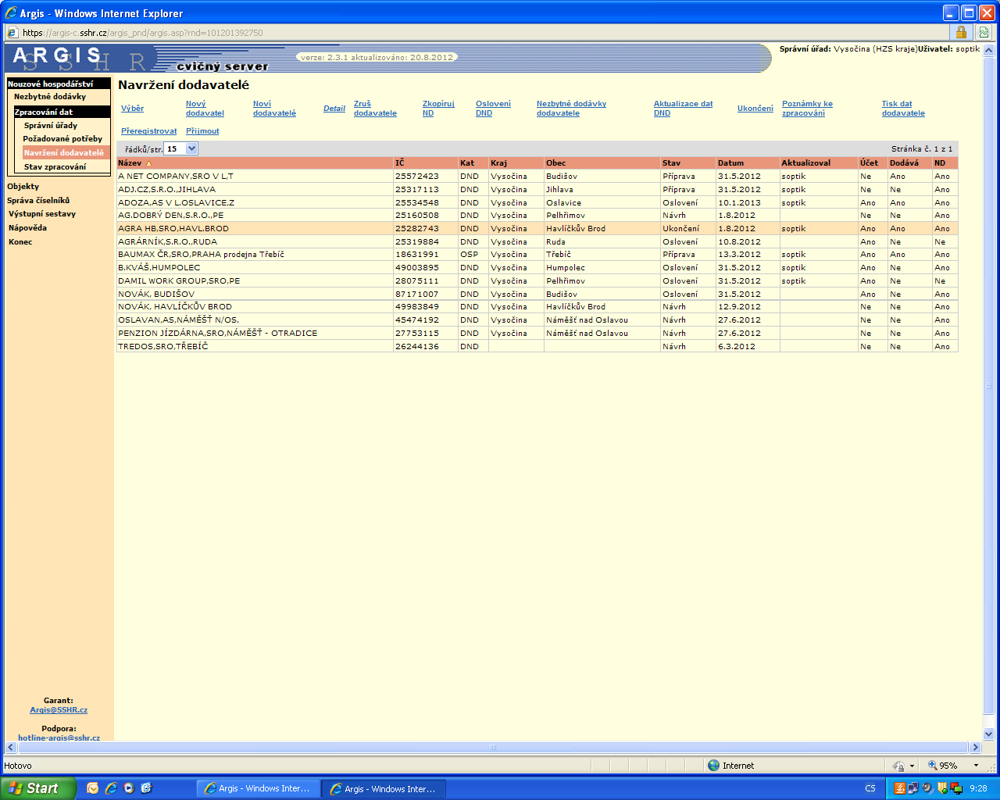 Argis - Windows Internet Explorer
https://argis-c.sshr.cz/argis_pnd/argis.asp?rnd=101201392750
ARGIS
SSHR
cvičný server
verze: 2.3.1 aktualizováno: 20.8.2012
Správní úřad: Vysočina (HZS kraje)Uživatel: soptik
Nouzové hospodářství
Nezbytné dodávky
Zpracování dat
Správní úřady
Požadované potřeby
Navržení dodavatelé
Stav zpracování
Objekty
Správa číselníků
Výstupní sestavy
Nápověda
Konec
Garant:
Argis@SSHR.cz
Podpora:
hotline-argis@sshr.cz
Navržení dodavatelé
Výběr Nový dodavatel Noví dodavatelé Detail Zruš dodavatele Zkopíruj ND Oslovení DND Nezbytné dodávky dodavatele Aktualizace dat DND Ukončení Poznámky ke zpracování Tisk dat dodavatele
Přeregistrovat Přijmout
řádků/str. 15 Stránka č. 1 z 1
Název IČ Kat Kraj Obec Stav Datum Aktualizoval Účet Dodává ND
A NET COMPANY,SRO V L,T 25572423 DND Vysočina Budišov Příprava 31.5.2012 soptik Ne Ano Ano
ADJ.CZ,S.R.O.,JIHLAVA 25317113 DND Vysočina Jihlava Příprava 31.5.2012 soptik Ne Ne Ano
ADOZA,AS V L.OSLAVICE,Z 25534548 DND Vysočina Oslavice Oslovení 10.1.2013 soptik Ano Ano Ano
AG.DOBRÝ DEN,S.R.O.,PE 25160508 DND Vysočina Pelhřimov Návrh 1.8.2012 Ne Ne Ano
AGRA HB,SRO,HAVL.BROD 25282743 DND Vysočina Havlíčkův Brod Ukončení 1.8.2012 soptik Ano Ano Ano
AGRÁRNÍK,S.R.O.,RUDA 25319884 DND Vysočina Ruda Oslovení 10.8.2012 Ano Ne Ne
BAUMAX ČR,SRO,PRAHA prodejna Třebíč 18631991 OSP Vysočina Třebíč Příprava 13.3.2012 soptik Ano Ano Ano
B.KVÁŠ,HUMPOLEC 49003895 DND Vysočina Humpolec Oslovení 31.5.2012 soptik Ano Ne Ano
DAMIL WORK GROUP,SRO,PE 28075111 DND Vysočina Pelhřimov Oslovení 31.5.2012 soptik Ano Ne Ne
NOVÁK, BUDIŠOV 87171007 DND Vysočina Budišov Oslovení 31.5.2012 Ano Ne Ano
NOVÁK, HAVLÍČKŮV BROD 49983849 DND Vysočina Havlíčkův Brod Návrh 12.9.2012 Ne Ne Ano
OSLAVAN,AS,NÁMĚŠŤ N/OS. 45474192 DND Vysočina Náměšť nad Oslavou Návrh 27.6.2012 Ne Ne Ano
PENZION JÍZDÁRNA,SRO,NÁMĚŠŤ - OTRADICE 27753115 DND Vysočina Náměšť nad Oslavou Návrh 27.6.2012 Ne Ne Ano
TREDOS,SRO,TŘEBÍČ 26244136 DND Návrh 6.3.2012 Ne Ne Ano
Hotovo Internet 95%
Start Argis - Windows Inter... Argis - Windows Inter... CS 9:28